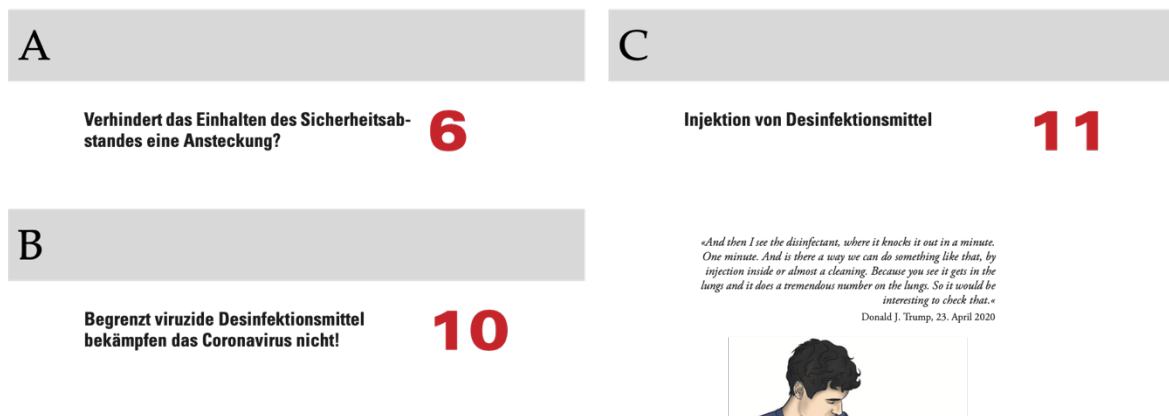 A
Verhindert das Einhalten des Sicherheitsab-
standes eine Ansteckung?
6
B
Begrenzt viruzide Desinfektionsmittel
bekämpfen das Coronavirus nicht!
10
C
Injektion von Desinfektionsmittel
11
«And then I see the disinfectant, where it knocks it out in a minute.
One minute. And is there a way we can do something like that, by
injection inside or almost a cleaning. Because you see it gets in the
lungs and it does a tremendous number on the lungs. So it would be
interesting to check that.«
Donald J. Trump, 23. April 2020